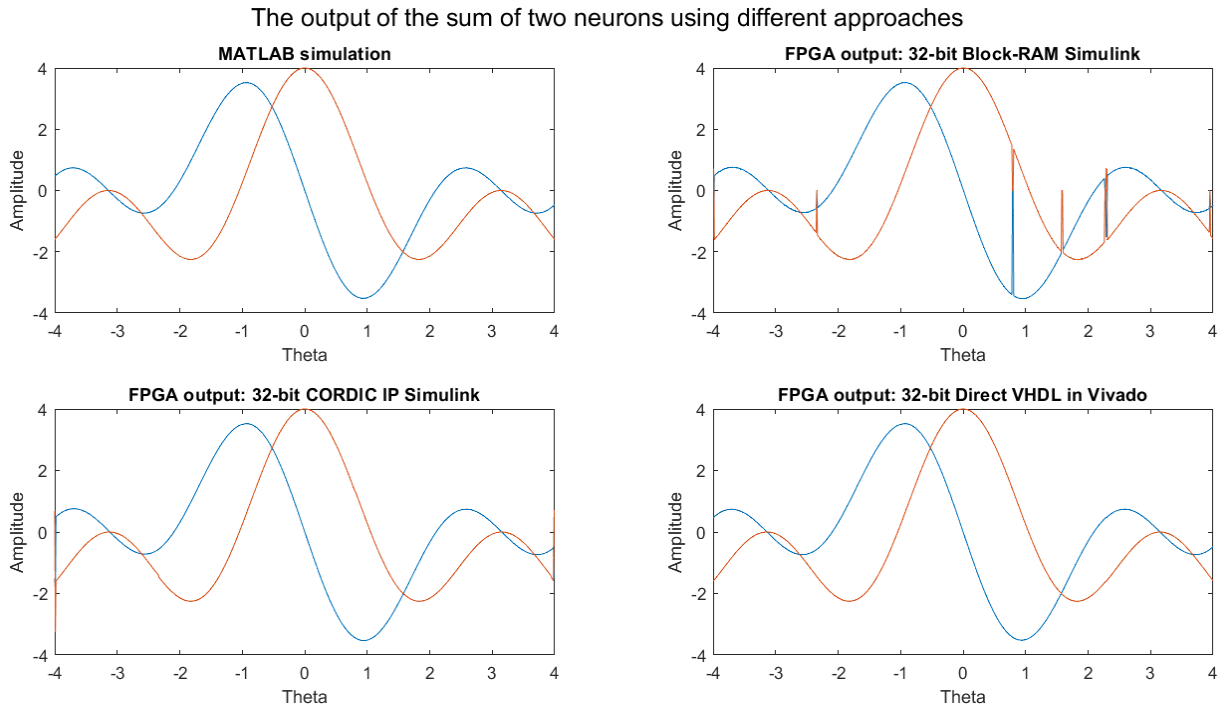 The output of the sum of two neurons using different approaches
MATLAB simulation
4
2
0
-2
-4
Amplitude
-4 -3 -2 -1 0 1 2 3 4
Theta
FPGA output: 32-bit Block-RAM Simulink
4
2
0
-2
-4
Amplitude
-4 -3 -2 -1 0 1 2 3 4
Theta
FPGA output: 32-bit CORDIC IP Simulink
4
2
0
-2
-4
Amplitude
-4 -3 -2 -1 0 1 2 3 4
Theta
FPGA output: 32-bit Direct VHDL in Vivado
4
2
0
-2
-4
Amplitude
-4 -3 -2 -1 0 1 2 3 4
Theta